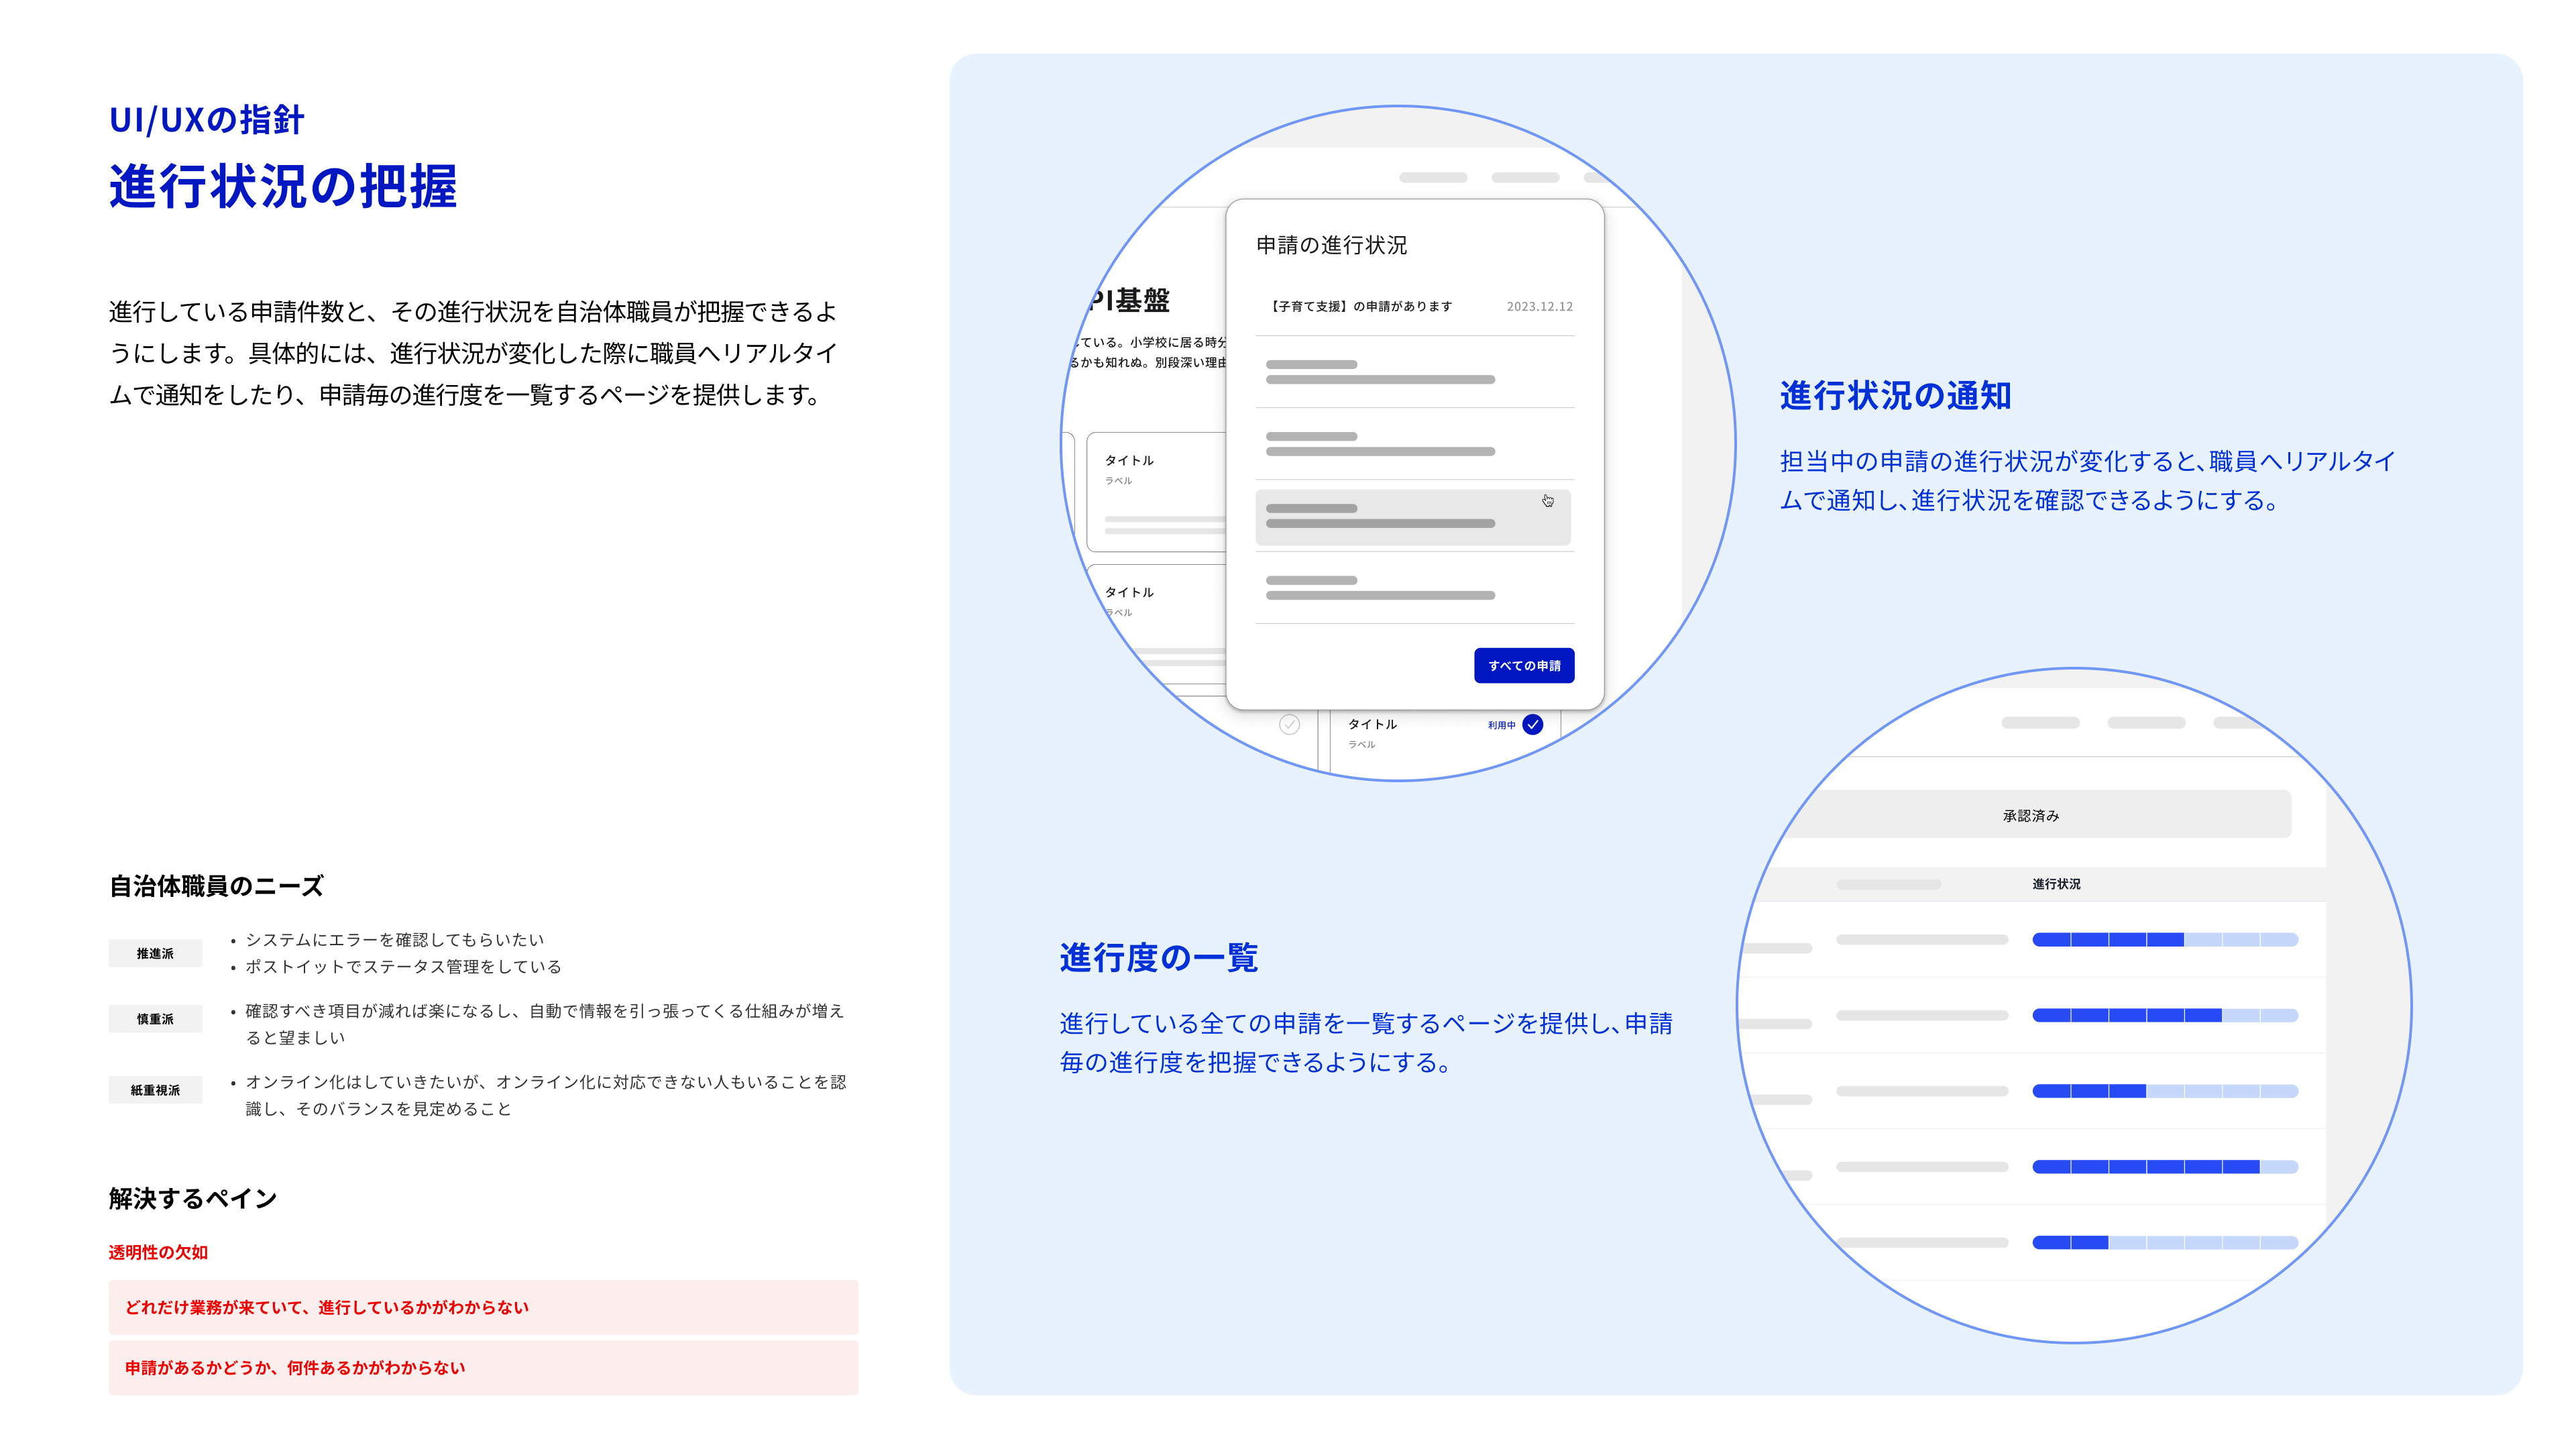 UI/UXの指針
進行状況の把握
進行している申請件数と、その進行状況を自治体職員が把握できるよ
うにします。具体的には、進行状況が変化した際に職員へリアルタイ
ムで通知をしたり、申請毎の進行度を一覧するページを提供します。
自治体職員のニーズ
推進派
• システムにエラーを確認してもらいたい
• ポストイットでステータス管理をしている
慎重派
• 確認すべき項目が減れば楽になるし、自動で情報を引っ張ってくる仕組みが増え
ると望ましい
紙重視派
• オンライン化はしていきたいが、オンライン化に対応できない人もいることを認
識し、そのバランスを見定めること
解決するペイン
透明性の欠如
どれだけ業務が来ていて、進行しているかがわからない
申請があるかどうか、何件あるかがわからない
PI基盤
ている。小学校に居る時分
るかも知れぬ。別段深い理由
タイトル
ラベル
タイトル
ラベル
申請の進行状況
【子育て支援】の申請があります 2023.12.12
すべての申請
タイトル
利用中
ラベル
進行状況の通知
担当中の申請の進行状況が変化すると、職員へリアルタイ
ムで通知し、進行状況を確認できるようにする。
進行度の一覧
進行している全ての申請を一覧するページを提供し、申請
毎の進行度を把握できるようにする。
承認済み
進行状況